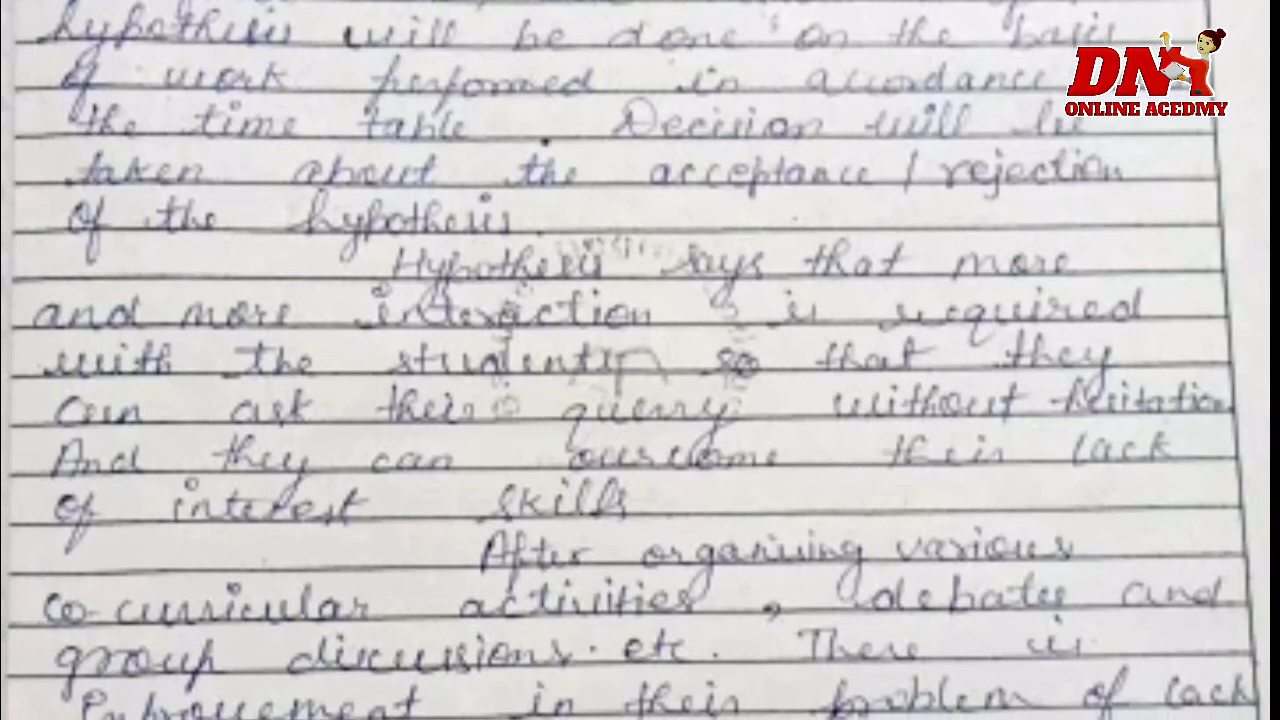 hypothesis will be done on the basis
of work performed in accordance
the time table. Decision will be
taken about the acceptance / rejection
of the hypothesis.
Hypothesis says that more
and more interaction is required
with the students so that they
can ask their query without hesitation
And they can overcome their lack
of interest skills
After organising various
co-curricular activities, debates and
group discussions. etc. There is
in their problem of lack
DN
ONLINE ACEDMY